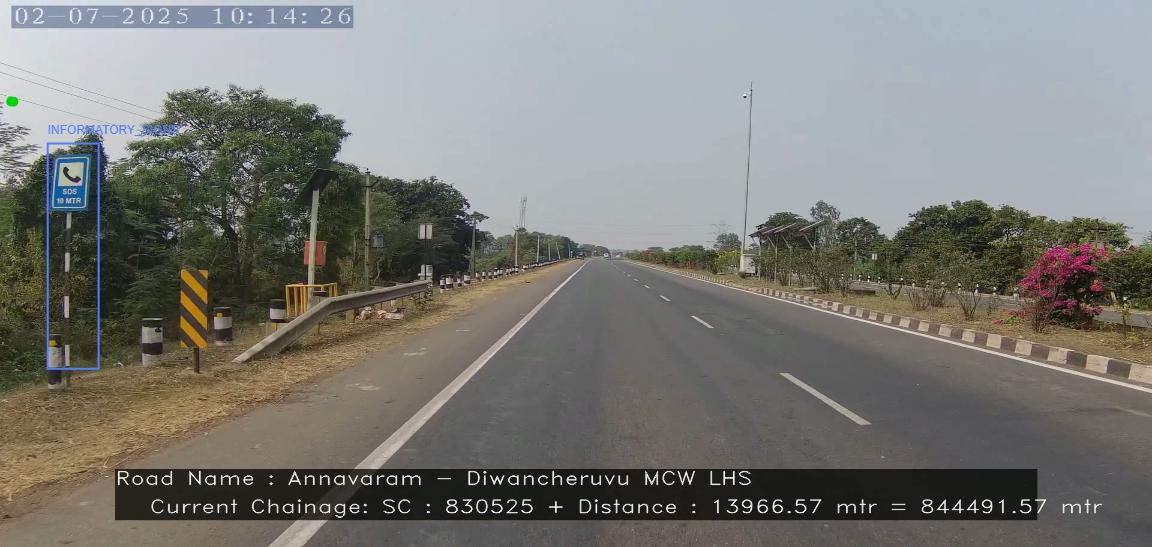 02-07-2025 10:14:26
INFORMATORY_
SOS
10 MTR
Road Name : Annavaram - Diwancheruvu MCW LHS
Current Chainage: SC : 830525 + Distance : 13966.57 mtr = 844491.57 mtr